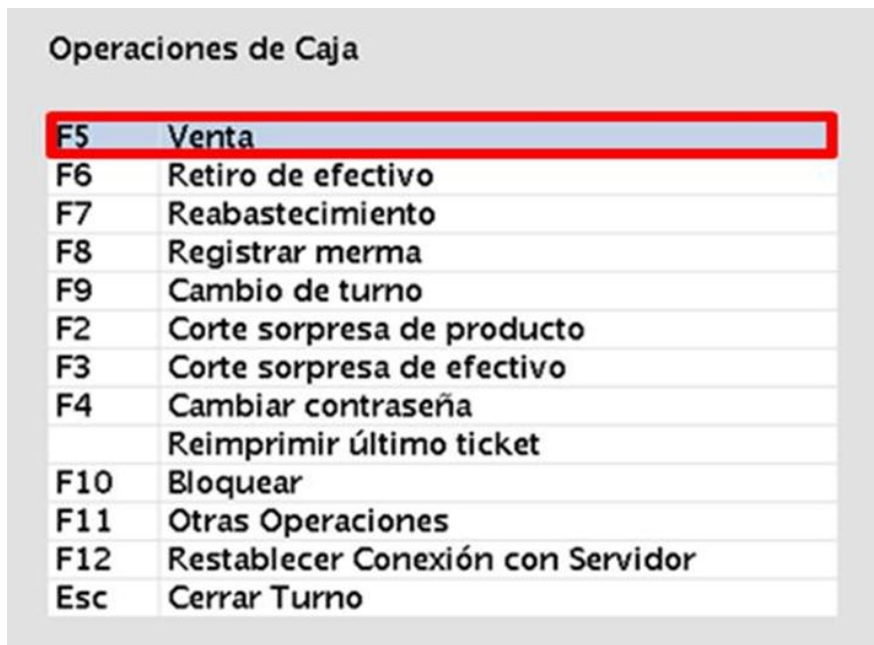 Operaciones de Caja
F5 Venta
F6 Retiro de efectivo
F7 Reabastecimiento
F8 Registrar merma
F9 Cambio de turno
F2 Corte sorpresa de producto
F3 Corte sorpresa de efectivo
F4 Cambiar contraseña
Reimprimir último ticket
F10 Bloquear
F11 Otras Operaciones
F12 Restablecer Conexión con Servidor
Esc Cerrar Turno